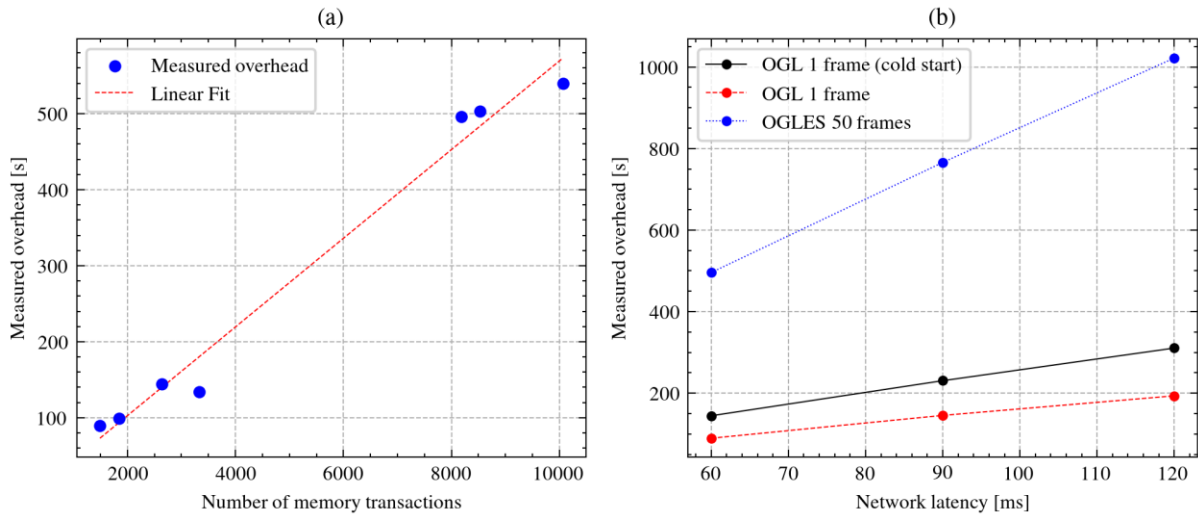 (a)
Measured overhead
Linear Fit
500
400
300
200
100
2000
4000
6000
8000
10000
Measured overhead [s]
Number of memory transactions
(b)
OGL 1 frame (cold start)
OGL 1 frame
OGLES 50 frames
1000
800
600
400
200
60
70
80
90
100
110
120
Measured overhead [s]
Network latency [ms]